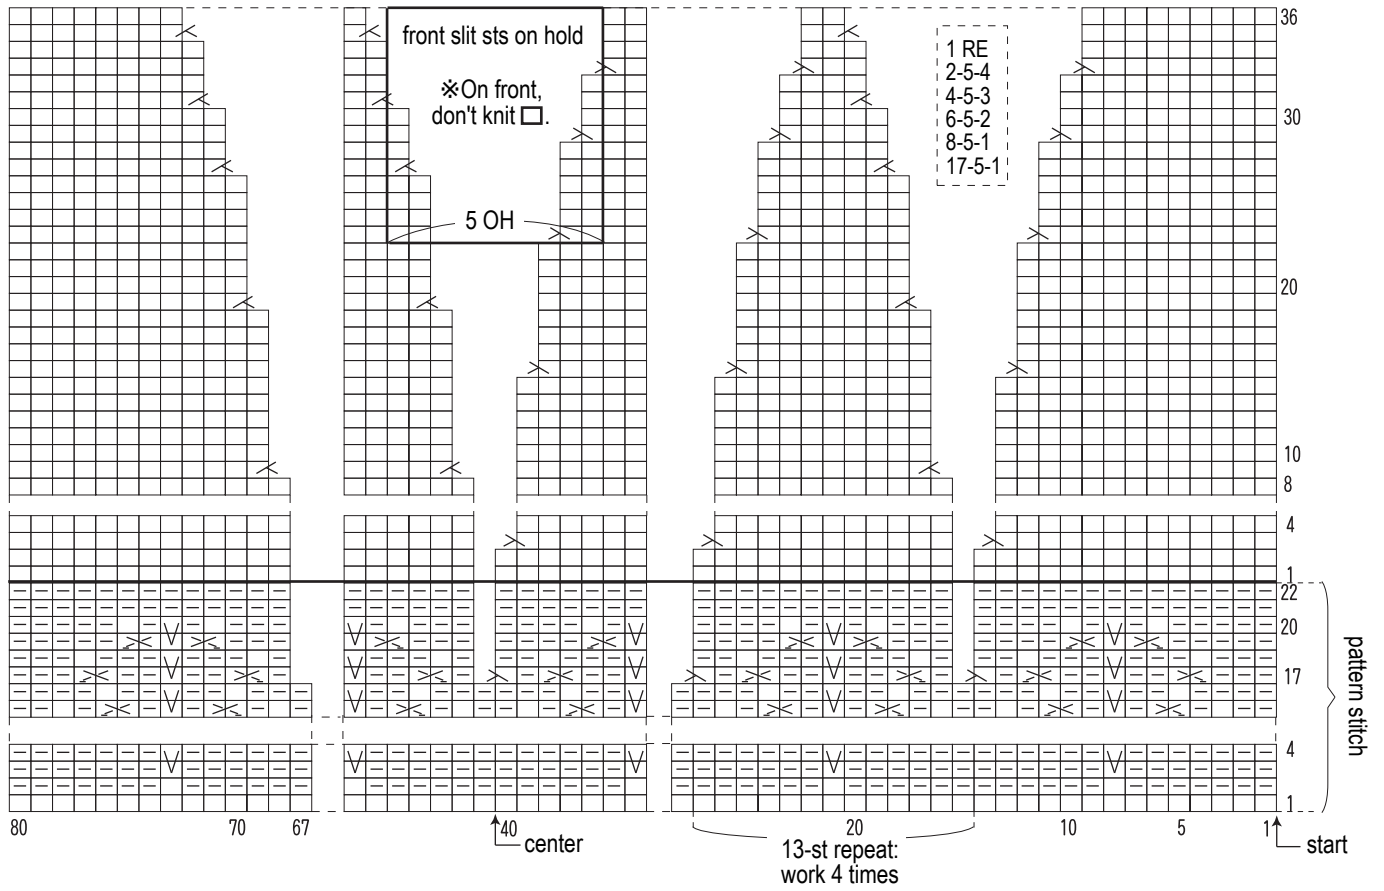 36
front slit sts on hold
※On front,
don't knit □.
5 OH
1 RE
2-5-4
4-5-3
6-5-2
8-5-1
17-5-1
30
20
10
8
4
1
22
20
17
4
1
pattern stitch
80
70
67
40
20
10
5
1
center
start
13-st repeat:
work 4 times